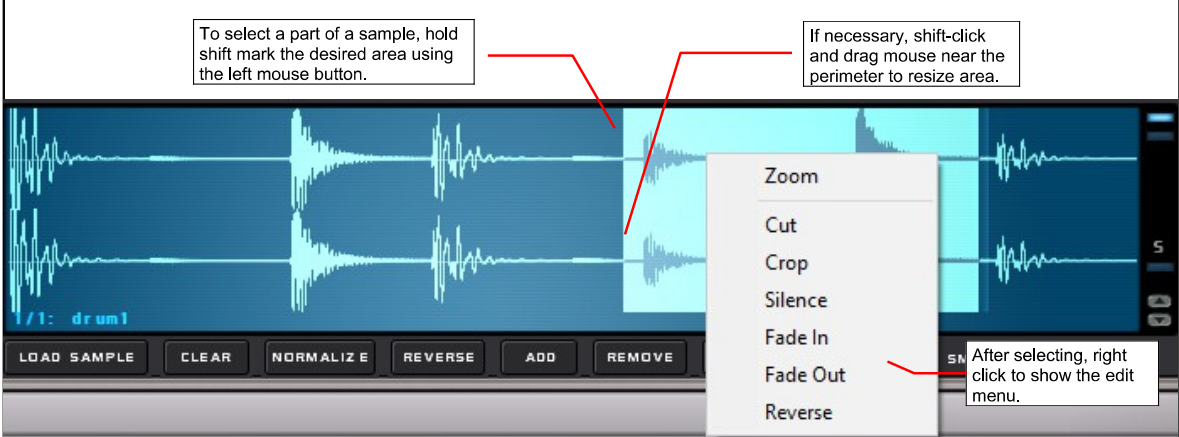 To select a part of a sample, hold
shift mark the desired area using
the left mouse button.
If necessary, shift-click
and drag mouse near the
perimeter to resize area.
Zoom
Cut
Crop
Silence
Fade In
Fade Out
Reverse
S
1/1: drum1
LOAD SAMPLE
CLEAR
NORMALIZE
REVERSE
ADD
REMOVE
After selecting, right
click to show the edit
menu.